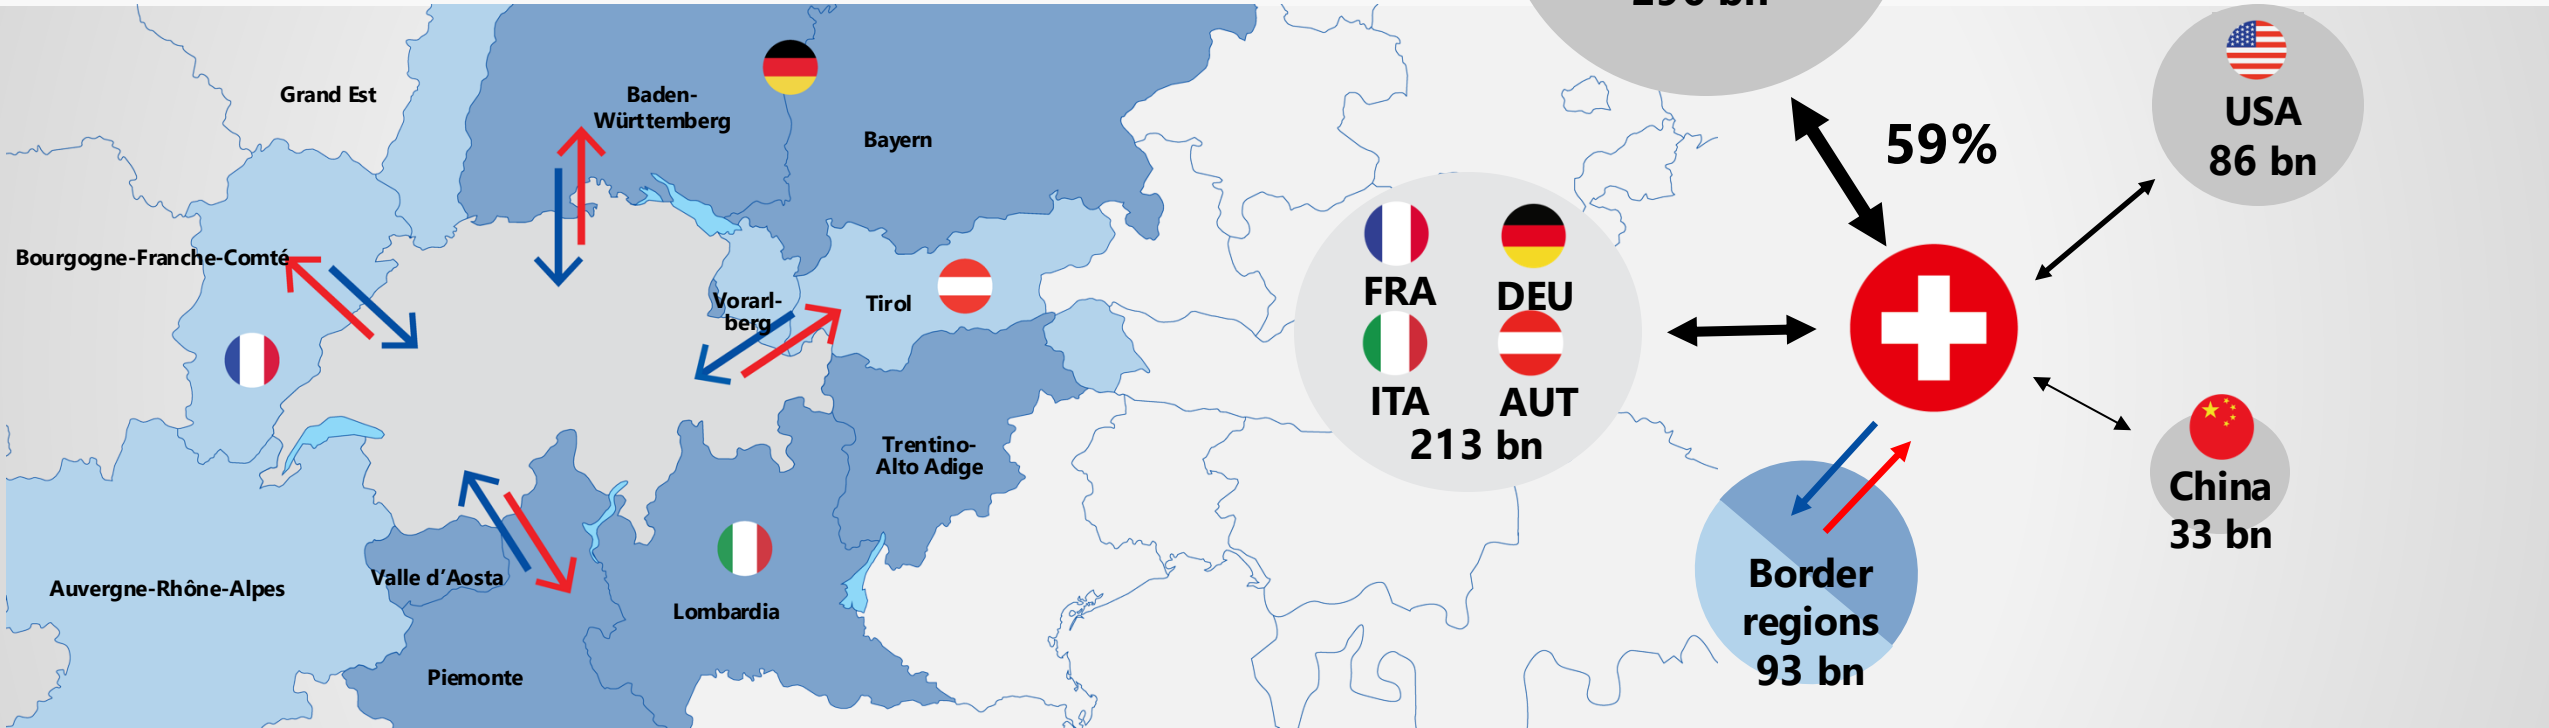 Grand Est
Baden-
Württemberg
Bayern
Bourgogne-Franche-Comté
Vorarl-
berg
Tirol
Trentino-
Alto Adige
Auvergne-Rhône-Alpes
Valle d’Aosta
Lombardia
Piemonte
59%
USA
86 bn
FRA
DEU
ITA
AUT
213 bn
China
33 bn
Border
regions
93 bn